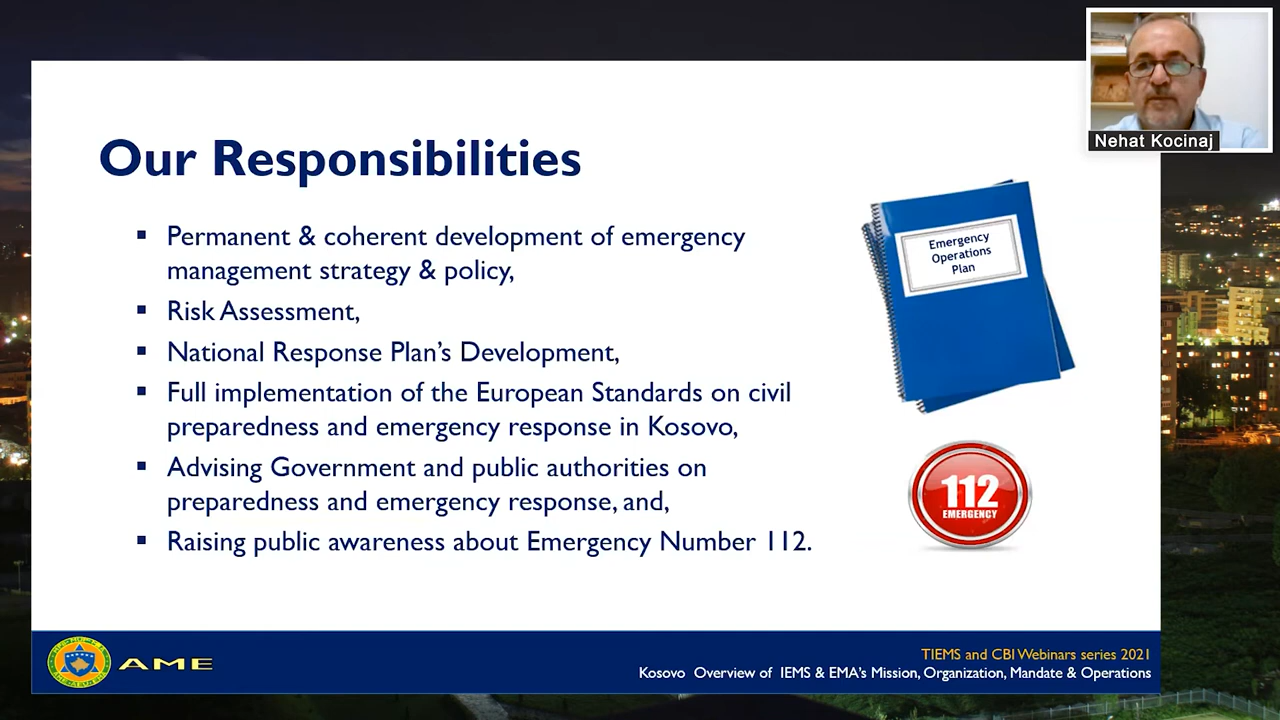 Nehat Kocinaj
Our Responsibilities
▪ Permanent & coherent development of emergency
management strategy & policy,
▪ Risk Assessment,
▪ National Response Plan's Development,
▪ Full implementation of the European Standards on civil
preparedness and emergency response in Kosovo,
▪ Advising Government and public authorities on
preparedness and emergency response, and,
▪ Raising public awareness about Emergency Number 112.
Emergency
Operations
Plan
112
EMERGENCY
AME
TIEMS and CBI Webinars series 2021
Kosovo Overview of IEMS & EMA's Mission, Organization, Mandate & Operations